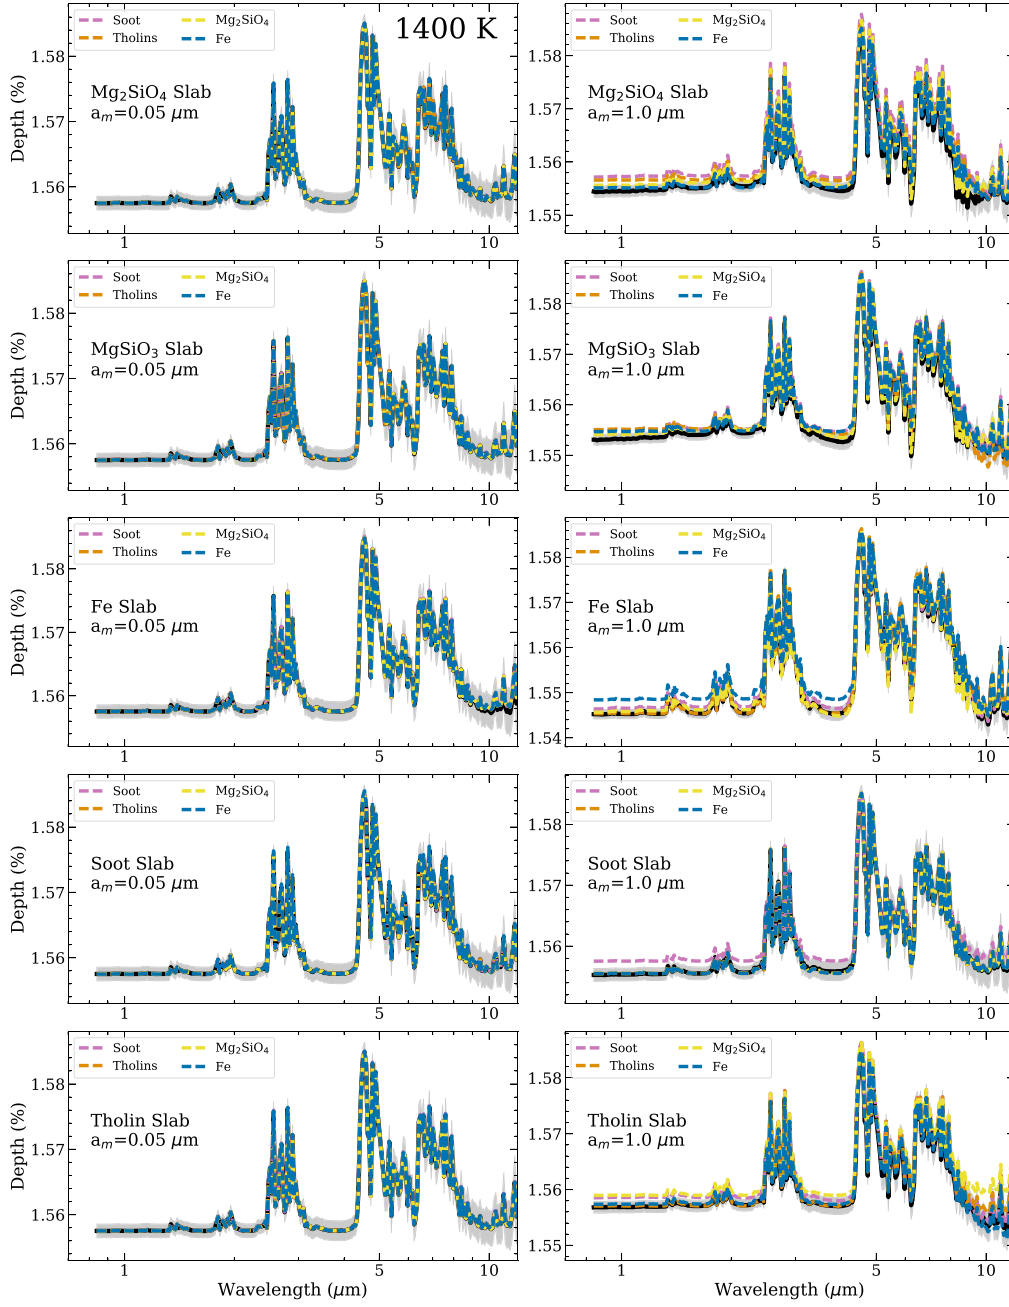 1400 K
Soot Mg₂SiO₄
Tholins Fe
Mg₂SiO₄ Slab
aₘ=0.05 μm
Depth (%)
1.58
1.57
1.56
1 5 10
Soot Mg₂SiO₄
Tholins Fe
Mg₂SiO₄ Slab
aₘ=1.0 μm
1.58
1.57
1.56
1.55
1 5 10
Soot Mg₂SiO₄
Tholins Fe
MgSiO₃ Slab
aₘ=0.05 μm
Depth (%)
1.58
1.57
1.56
1 5 10
Soot Mg₂SiO₄
Tholins Fe
MgSiO₃ Slab
aₘ=1.0 μm
1.58
1.57
1.56
1.55
1 5 10
Soot Mg₂SiO₄
Tholins Fe
Fe Slab
aₘ=0.05 μm
Depth (%)
1.58
1.57
1.56
1 5 10
Soot Mg₂SiO₄
Tholins Fe
Fe Slab
aₘ=1.0 μm
1.58
1.57
1.56
1.55
1.54
1 5 10
Soot Mg₂SiO₄
Tholins Fe
Soot Slab
aₘ=0.05 μm
Depth (%)
1.58
1.57
1.56
1 5 10
Soot Mg₂SiO₄
Tholins Fe
Soot Slab
aₘ=1.0 μm
1.58
1.57
1.56
1 5 10
Soot Mg₂SiO₄
Tholins Fe
Tholin Slab
aₘ=0.05 μm
Depth (%)
1.58
1.57
1.56
1 5 10
Wavelength (μm)
Soot Mg₂SiO₄
Tholins Fe
Tholin Slab
aₘ=1.0 μm
1.58
1.57
1.56
1.55
1 5 10
Wavelength (μm)